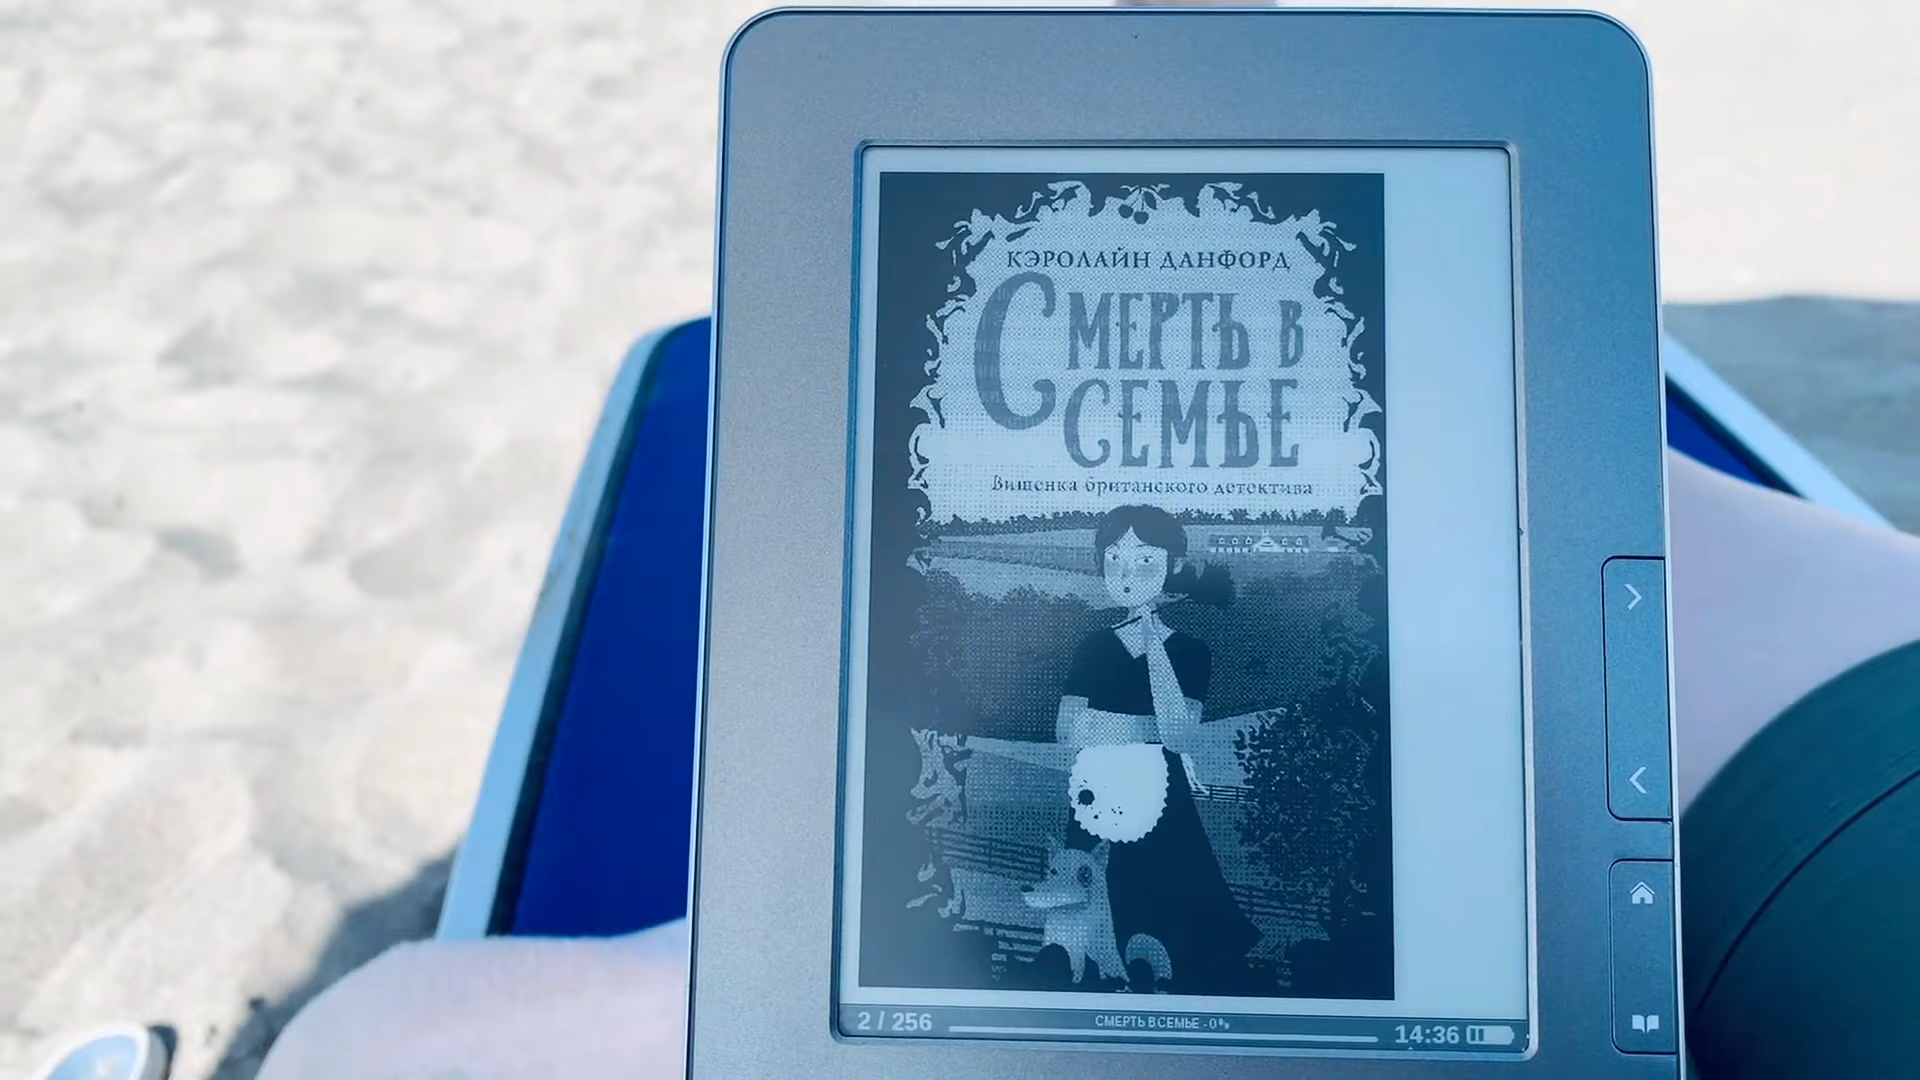 КЭРОЛАЙН ДАНФОРД
СМЕРТЬ В
СЕМЬЕ
Вишенка британского детектива
2 / 256
СМЕРТЬ В СЕМЬЕ - 0%
14:36